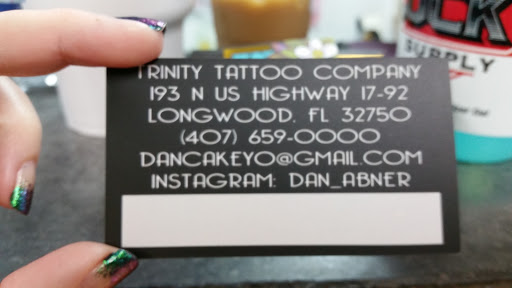 TRINITY TATTOO COMPANY
193 N US HIGHWAY 17-92
LONGWOOD, FL 32750
(407) 659-0000
DANCAKEYO@GMAIL.COM
INSTAGRAM: DAN_ABNER
SUPPLY